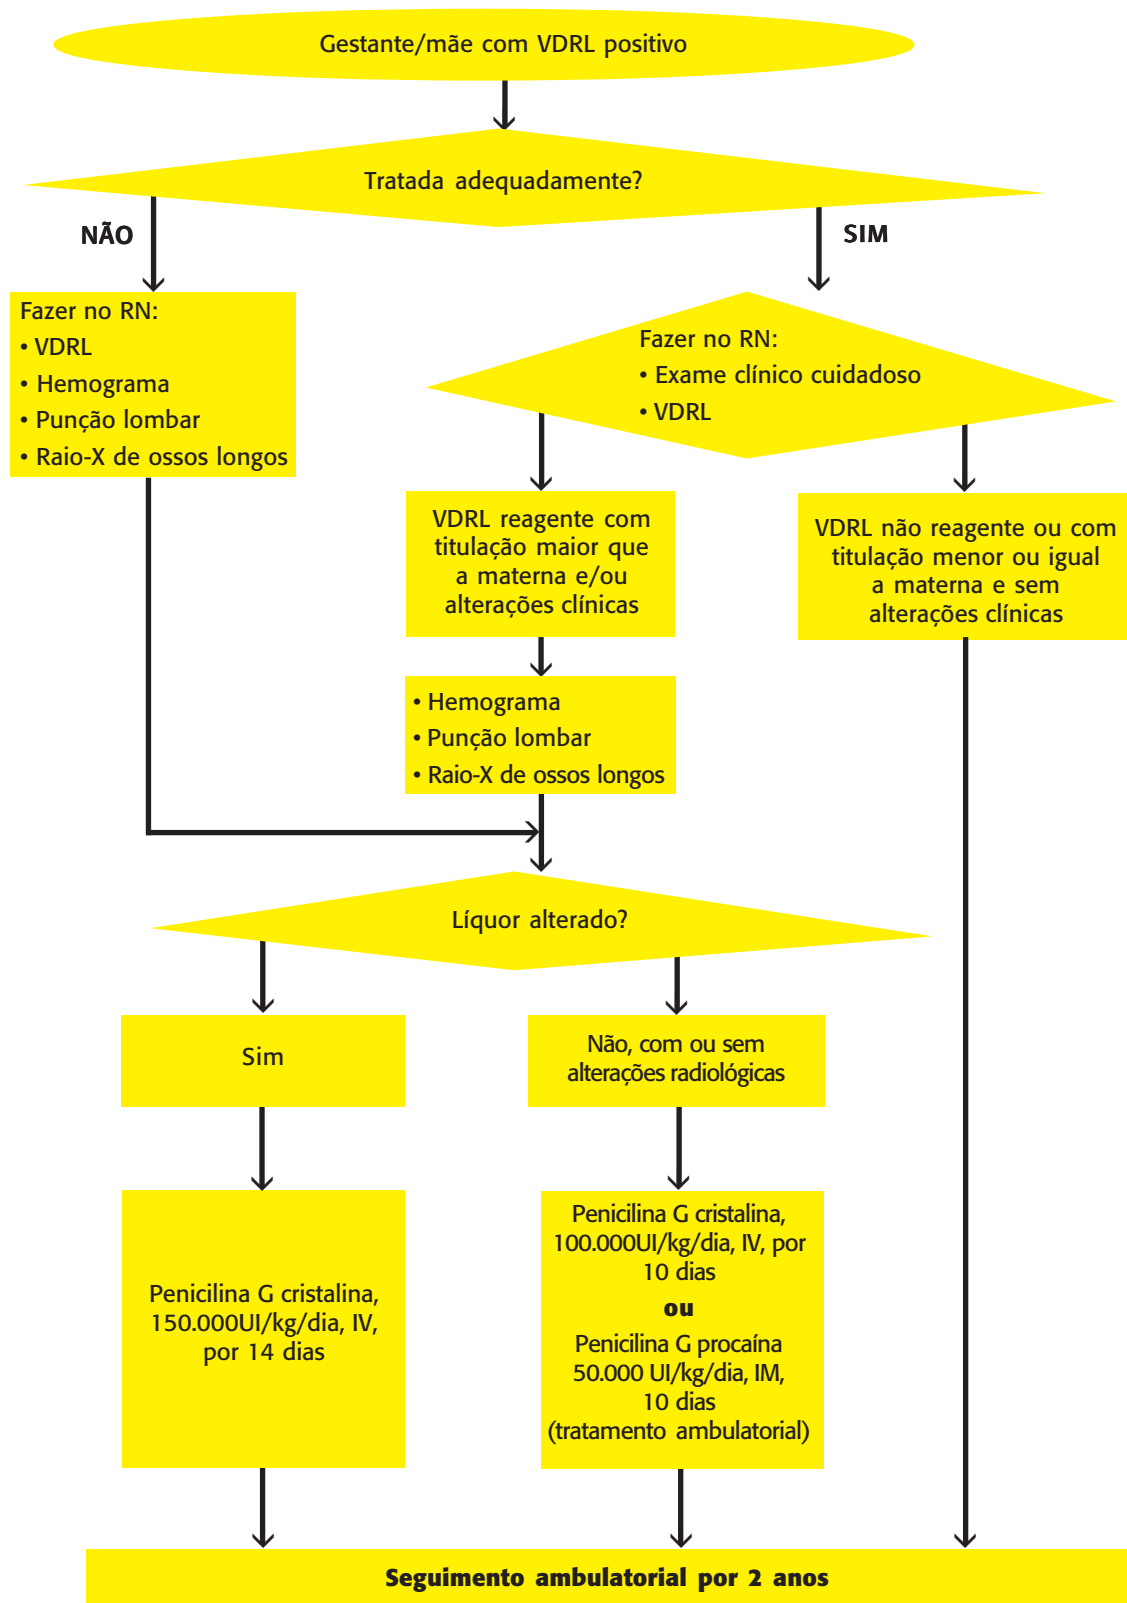 Gestante/mãe com VDRL positivo
Tratada adequadamente?
NÃO
SIM
Fazer no RN:
• VDRL
• Hemograma
• Punção lombar
• Raio-X de ossos longos
Fazer no RN:
• Exame clínico cuidadoso
• VDRL
VDRL reagente com
titulação maior que
a materna e/ou
alterações clínicas
VDRL não reagente ou com
titulação menor ou igual
a materna e sem
alterações clínicas
• Hemograma
• Punção lombar
• Raio-X de ossos longos
Líquor alterado?
Sim
Não, com ou sem
alterações radiológicas
Penicilina G cristalina,
150.000UI/kg/dia, IV,
por 14 dias
Penicilina G cristalina,
100.000UI/kg/dia, IV, por
10 dias
ou
Penicilina G procaína
50.000 UI/kg/dia, IM,
10 dias
(tratamento ambulatorial)
Seguimento ambulatorial por 2 anos